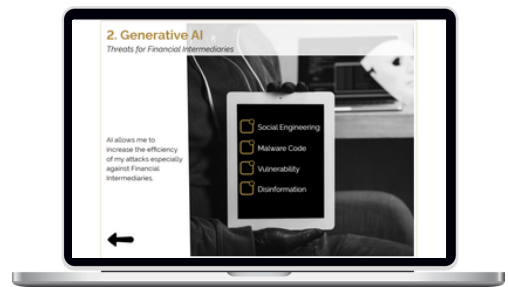 2. Generative AI
Threats for Financial Intermediaries
AI allows me to
increase the efficiency
of my attacks especially
against Financial
Intermediaries.
Social Engineering
Malware Code
Vulnerability
Disinformation